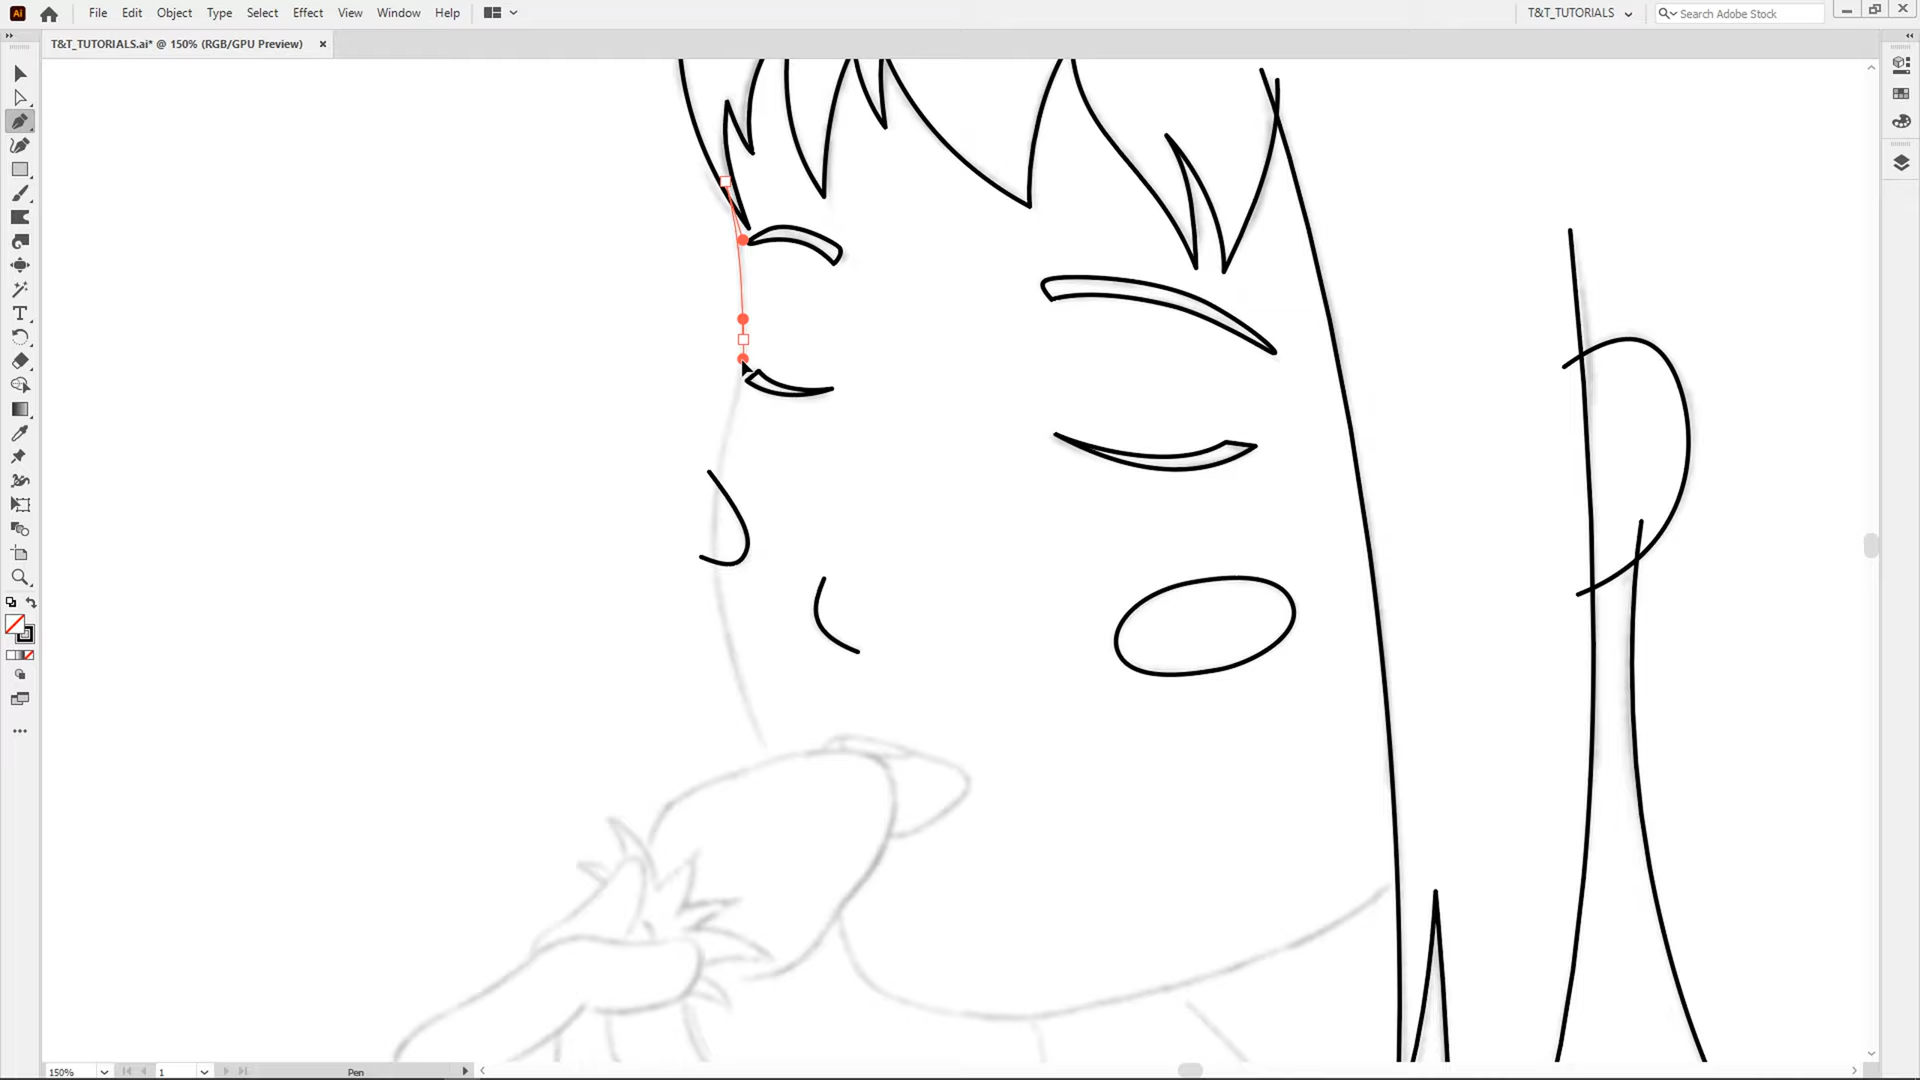 Ai File Edit Object Type Select Effect View Window Help T&T_TUTORIALS Search Adobe Stock
T&T_TUTORIALS.ai* @ 150% (RGB/GPU Preview) ×
150% 1 Pen